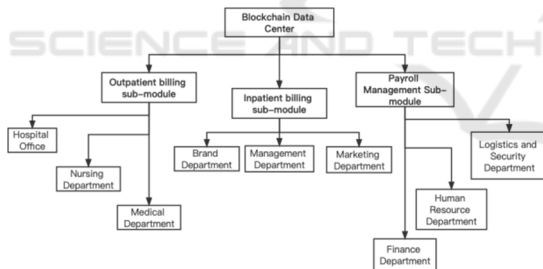 Blockchain Data
Center
SCIENCE AND TECH
Outpatient billing
sub-module
Inpatient billing
sub-module
Payroll
Management Sub-
module
Hospital
Office
Nursing
Department
Medical
Department
Brand
Department
Management
Department
Marketing
Department
Logistics and
Security
Department
Human
Resource
Department
Finance
Department